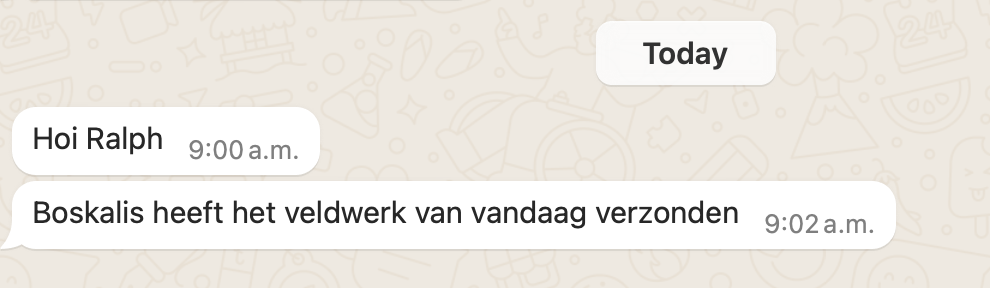 Today
Hoi Ralph 9:00 a.m.
Boskalis heeft het veldwerk van vandaag verzonden 9:02 a.m.